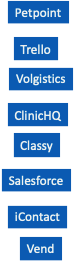 Petpoint
Trello
Volgistics
ClinicHQ
Classy
Salesforce
iContact
Vend